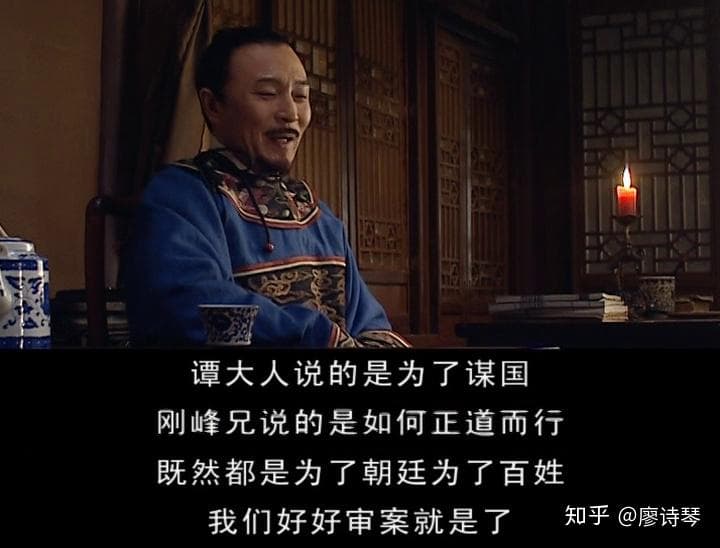 谭大人说的是为了谋国
刚峰兄说的是如何正道而行
既然都是为了朝廷为了百姓
我们好好审案就是了
知乎 @廖诗琴